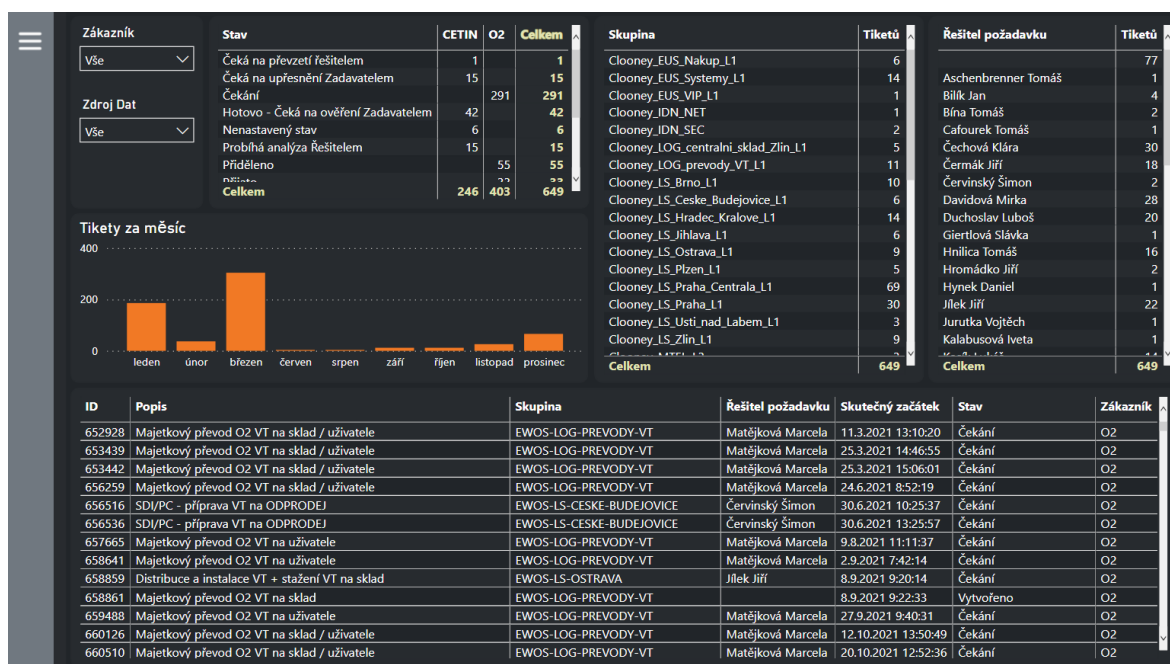 Zákazník
Vše
Zdroj Dat
Vše
Stav CETIN O2 Celkem
Čeká na převzetí řešitelem 1 1
Čeká na upřesnění Zadavatelem 15 15
Čekání 291 291
Hotovo - Čeká na ověření Zadavatelem 42 42
Nenastavený stav 6 6
Probíhá analýza Řešitelem 15 15
Přiděleno 55 55
Celkem 246 403 649
Skupina Tiketů
Clooney_EUS_Nakup_L1 6
Clooney_EUS_Systemy_L1 14
Clooney_EUS_VIP_L1 1
Clooney_IDN_NET 1
Clooney_IDN_SEC 2
Clooney_LOG_centralni_sklad_Zlin_L1 5
Clooney_LOG_prevody_VT_L1 11
Clooney_LS_Brno_L1 10
Clooney_LS_Ceske_Budejovice_L1 6
Clooney_LS_Hradec_Kralove_L1 14
Clooney_LS_Jihlava_L1 6
Clooney_LS_Ostrava_L1 9
Clooney_LS_Plzen_L1 5
Clooney_LS_Praha_Centrala_L1 69
Clooney_LS_Praha_L1 30
Clooney_LS_Usti_nad_Labem_L1 3
Clooney_LS_Zlin_L1 9
Celkem 649
Řešitel požadavku Tiketů
77
Aschenbrenner Tomáš 1
Bilík Jan 4
Bína Tomáš 2
Cafourek Tomáš 1
Čechová Klára 30
Čermák Jiří 18
Červinský Šimon 2
Davidová Mirka 28
Duchoslav Luboš 20
Giertlová Slávka 1
Hnilica Tomáš 16
Hromádko Jiří 2
Hynek Daniel 1
Jílek Jiří 22
Jurutka Vojtěch 1
Kalabusová Iveta 1
Celkem 649
Tikety za měsíc
400
200
0
leden únor březen červen srpen září říjen listopad prosinec
ID Popis Skupina Řešitel požadavku Skutečný začátek Stav Zákazník
652928 Majetkový převod O2 VT na sklad / uživatele EWOS-LOG-PREVODY-VT Matějková Marcela 11.3.2021 13:10:20 Čekání O2
653439 Majetkový převod O2 VT na sklad / uživatele EWOS-LOG-PREVODY-VT Matějková Marcela 25.3.2021 14:46:55 Čekání O2
653442 Majetkový převod O2 VT na sklad / uživatele EWOS-LOG-PREVODY-VT Matějková Marcela 25.3.2021 15:06:01 Čekání O2
656259 Majetkový převod O2 VT na sklad / uživatele EWOS-LOG-PREVODY-VT Matějková Marcela 24.6.2021 8:52:19 Čekání O2
656516 SDI/PC - příprava VT na ODPRODEJ EWOS-LS-CESKE-BUDEJOVICE Červinský Šimon 30.6.2021 10:25:37 Čekání O2
656536 SDI/PC - příprava VT na ODPRODEJ EWOS-LS-CESKE-BUDEJOVICE Červinský Šimon 30.6.2021 13:25:57 Čekání O2
657665 Majetkový převod O2 VT na uživatele EWOS-LOG-PREVODY-VT Matějková Marcela 9.8.2021 11:11:37 Čekání O2
658641 Majetkový převod O2 VT na uživatele EWOS-LOG-PREVODY-VT Matějková Marcela 2.9.2021 7:42:14 Čekání O2
658859 Distribuce a instalace VT + stažení VT na sklad EWOS-LS-OSTRAVA Jílek Jiří 8.9.2021 9:20:14 Čekání O2
658861 Majetkový převod O2 VT na sklad EWOS-LOG-PREVODY-VT 8.9.2021 9:22:33 Vytvořeno O2
659488 Majetkový převod O2 VT na uživatele EWOS-LOG-PREVODY-VT Matějková Marcela 27.9.2021 9:40:31 Čekání O2
660126 Majetkový převod O2 VT na sklad / uživatele EWOS-LOG-PREVODY-VT Matějková Marcela 12.10.2021 13:50:49 Čekání O2
660510 Majetkový převod O2 VT na sklad / uživatele EWOS-LOG-PREVODY-VT Matějková Marcela 20.10.2021 12:52:36 Čekání O2